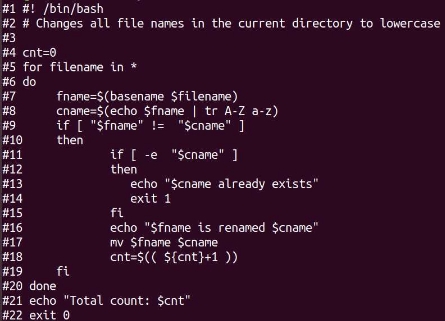 #1 #! /bin/bash
#2 # Changes all file names in the current directory to lowercase
#3
#4 cnt=0
#5 for filename in *
#6 do
#7 fname=$(basename $filename)
#8 cname=$(echo $fname | tr A-Z a-z)
#9 if [ "$fname" != "$cname" ]
#10 then
#11 if [ -e "$cname" ]
#12 then
#13 echo "$cname already exists"
#14 exit 1
#15 fi
#16 echo "$fname is renamed $cname"
#17 mv $fname $cname
#18 cnt=$(( ${cnt}+1 ))
#19 fi
#20 done
#21 echo "Total count: $cnt"
#22 exit 0